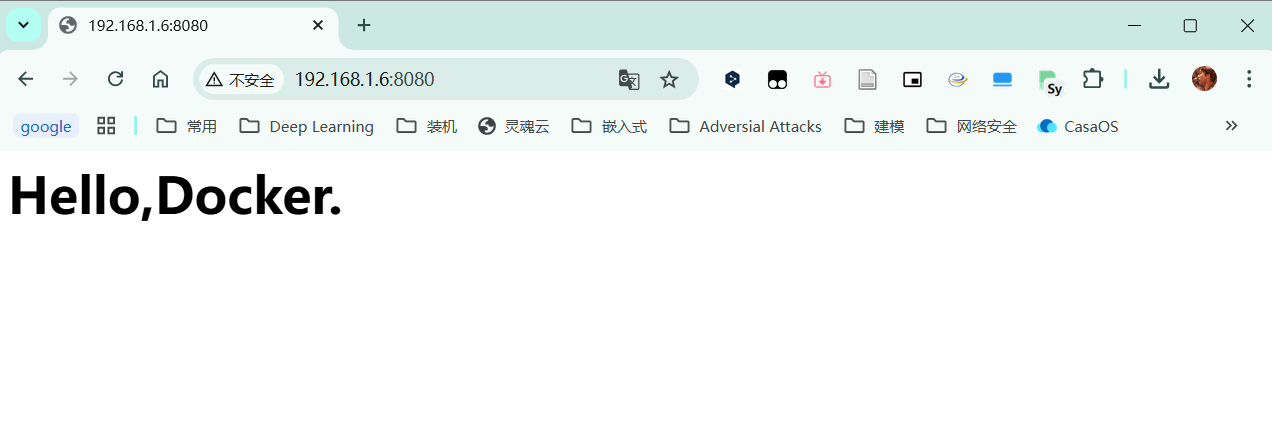 192.168.1.6:8080
不安全 192.168.1.6:8080
Sy
google 常用 Deep Learning 装机 灵魂云 嵌入式 Adversial Attacks 建模 网络安全 CasaOS
Hello,Docker.